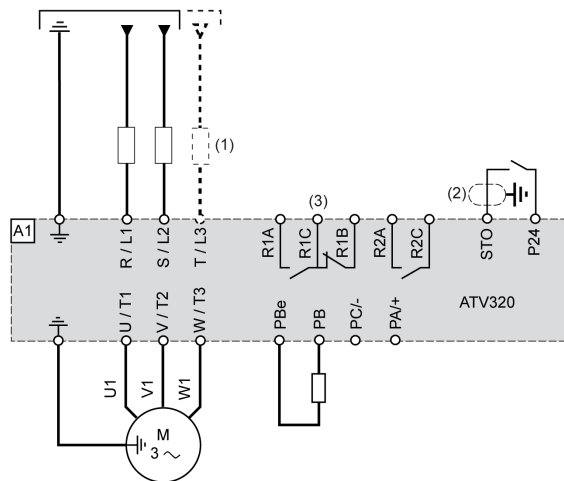 (1)
(2)
(3)
A1
R / L1
S / L2
T / L3
R1A
R1C
R1B
R2A
R2C
STO
P24
U / T1
V / T2
W / T3
PBe
PB
PC/-
PA/+
ATV320
U1
V1
W1
M
3 ~